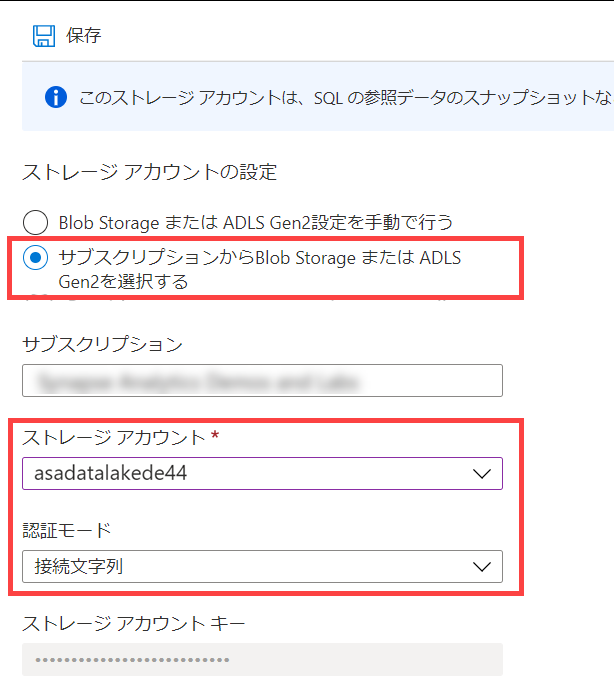 保存
このストレージ アカウントは、SQL の参照データのスナップショットな
ストレージ アカウントの設定
Blob Storage または ADLS Gen2設定を手動で行う
サブスクリプションからBlob Storage または ADLS
Gen2を選択する
サブスクリプション
ストレージ アカウント *
asadatalakede44
認証モード
接続文字列
ストレージ アカウント キー